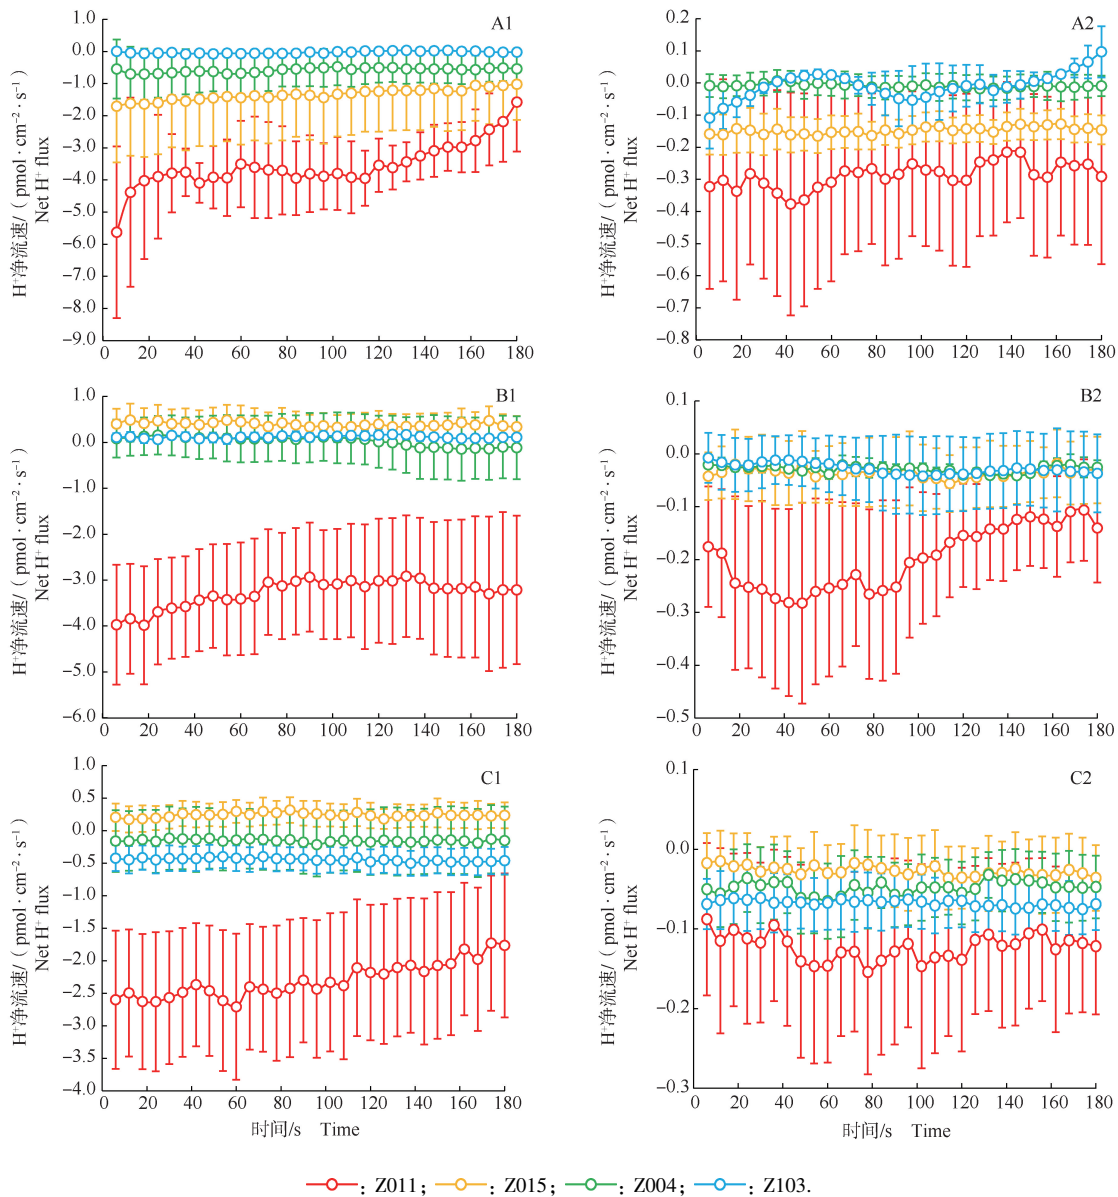 A1
1.0
0.0
−1.0
−2.0
−3.0
−4.0
−5.0
−6.0
−7.0
−8.0
−9.0
0 20 40 60 80 100 120 140 160 180
H⁺净流速/（pmol · cm⁻² · s⁻¹）
Net H⁺ flux
A2
0.2
0.1
0.0
−0.1
−0.2
−0.3
−0.4
−0.5
−0.6
−0.7
−0.8
0 20 40 60 80 100 120 140 160 180
H⁺净流速/（pmol · cm⁻² · s⁻¹）
Net H⁺ flux
B1
1.0
0.0
−1.0
−2.0
−3.0
−4.0
−5.0
−6.0
0 20 40 60 80 100 120 140 160 180
H⁺净流速/（pmol · cm⁻² · s⁻¹）
Net H⁺ flux
B2
0.1
0.0
−0.1
−0.2
−0.3
−0.4
−0.5
0 20 40 60 80 100 120 140 160 180
H⁺净流速/（pmol · cm⁻² · s⁻¹）
Net H⁺ flux
C1
1.0
0.5
0.0
−0.5
−1.0
−1.5
−2.0
−2.5
−3.0
−3.5
−4.0
0 20 40 60 80 100 120 140 160 180
H⁺净流速/（pmol · cm⁻² · s⁻¹）
Net H⁺ flux
时间/s Time
C2
0.1
0.0
−0.1
−0.2
−0.3
0 20 40 60 80 100 120 140 160 180
H⁺净流速/（pmol · cm⁻² · s⁻¹）
Net H⁺ flux
时间/s Time
: Z011; : Z015; : Z004; : Z103.